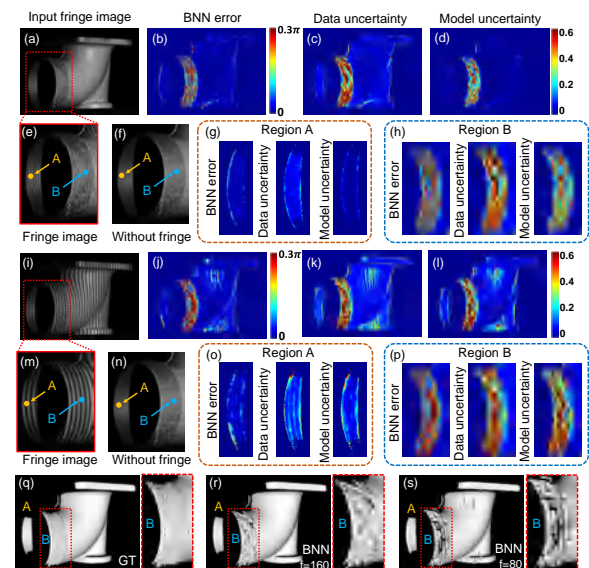 Input fringe image BNN error Data uncertainty Model uncertainty
(a) (b) (c) (d)
0.3π 0
0.6 0.4 0.2 0
(e) A B (f) A B
(g) Region A
BNN error Data uncertainty Model uncertainty
(h) Region B
BNN error Data uncertainty Model uncertainty
Fringe image Without fringe
(i) (j) (k) (l)
0.3π 0
0.6 0.4 0.2 0
(m) A B (n) A B
(o) Region A
BNN error Data uncertainty Model uncertainty
(p) Region B
BNN error Data uncertainty Model uncertainty
Fringe image Without fringe
(q) A B GT B
(r) A B BNN f=160 B
(s) A B BNN f=80 B